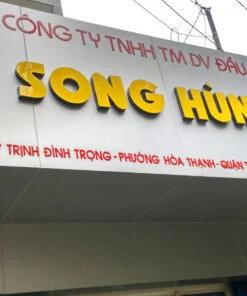 CÔNG TY TNHH TM DV ĐẦU
SONG HÙN
TRỊNH ĐÌNH TRỌNG - PHƯỜNG HÒA THẠNH - QUẬN T